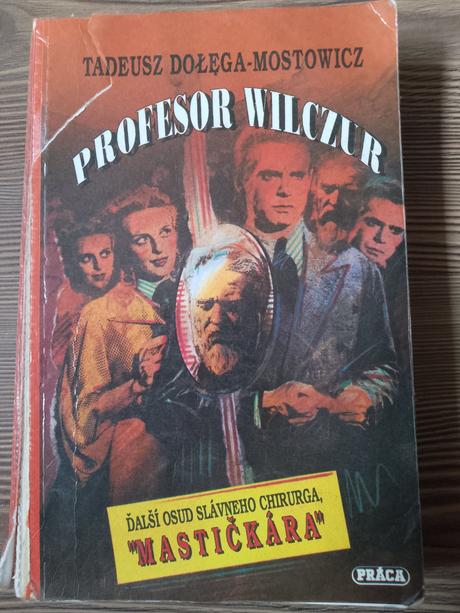 TADEUSZ DOŁĘGA-MOSTOWICZ
PROFESOR WILCZUR
ĎALŠÍ OSUD SLÁVNEHO CHIRURGA,
"MASTIČKÁRA"
PRÁCA